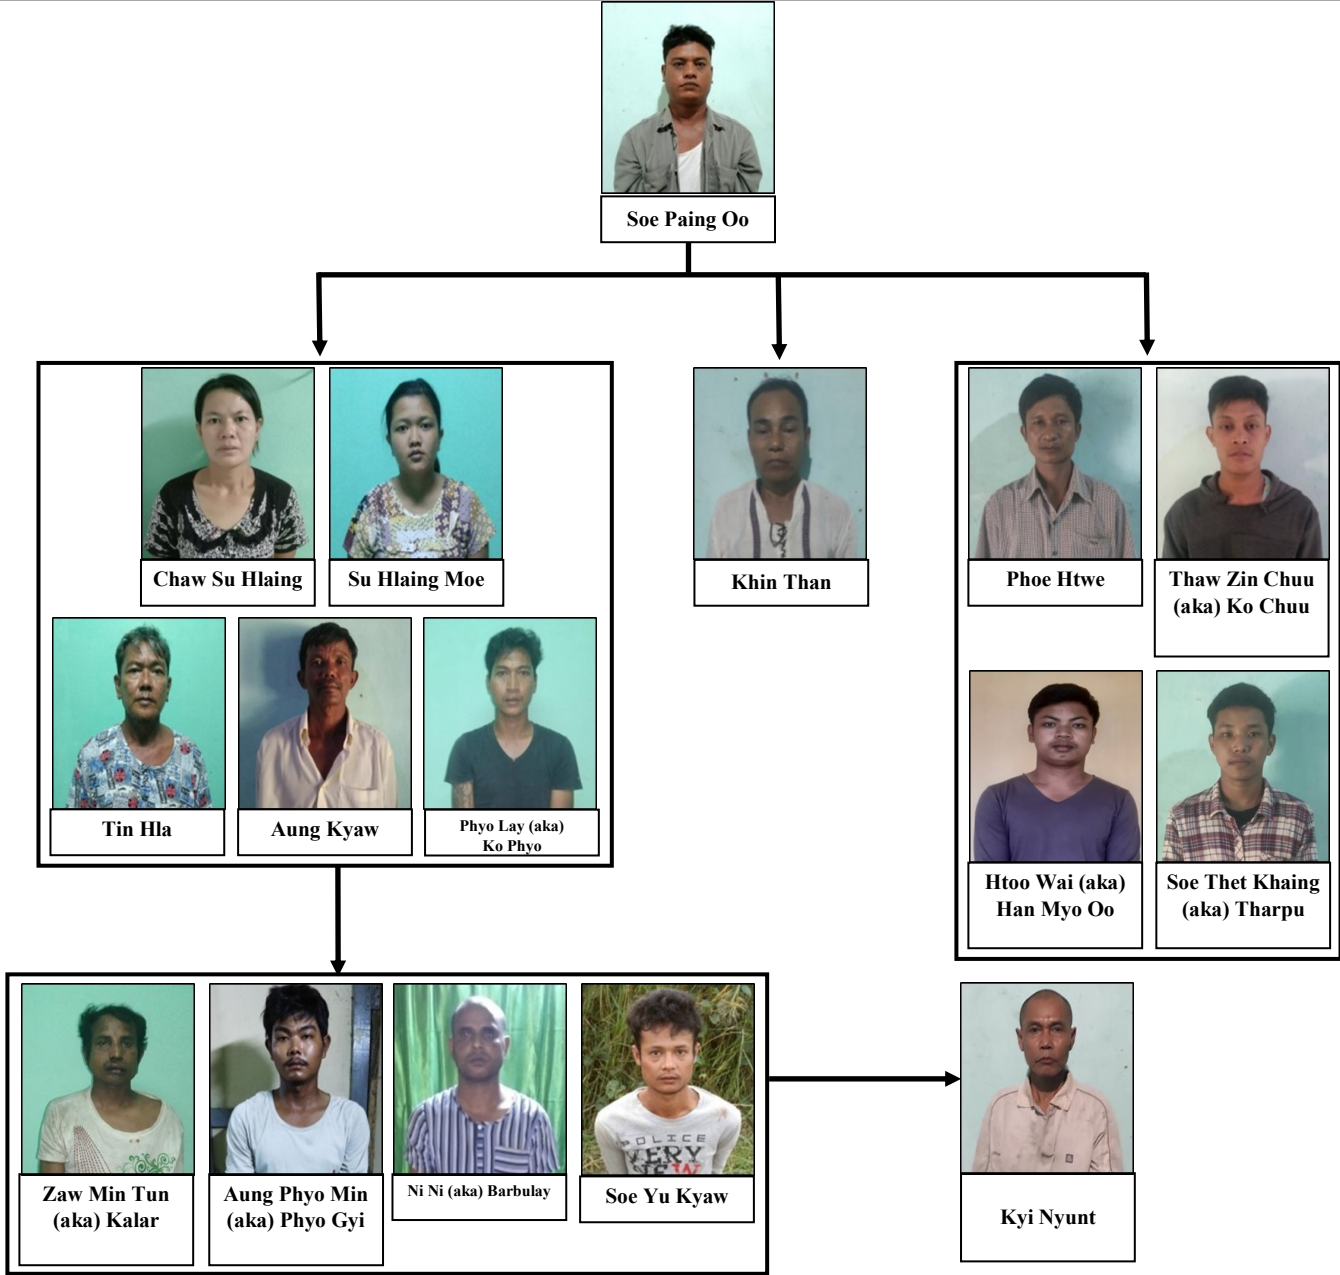 Soe Paing Oo
Chaw Su Hlaing
Su Hlaing Moe
Khin Than
Phoe Htwe
Thaw Zin Chuu
(aka) Ko Chuu
Tin Hla
Aung Kyaw
Phyo Lay (aka)
Ko Phyo
Htoo Wai (aka)
Han Myo Oo
Soe Thet Khaing
(aka) Tharpu
Zaw Min Tun
(aka) Kalar
Aung Phyo Min
(aka) Phyo Gyi
Ni Ni (aka) Barbulay
POLICE
VERY
Soe Yu Kyaw
Kyi Nyunt